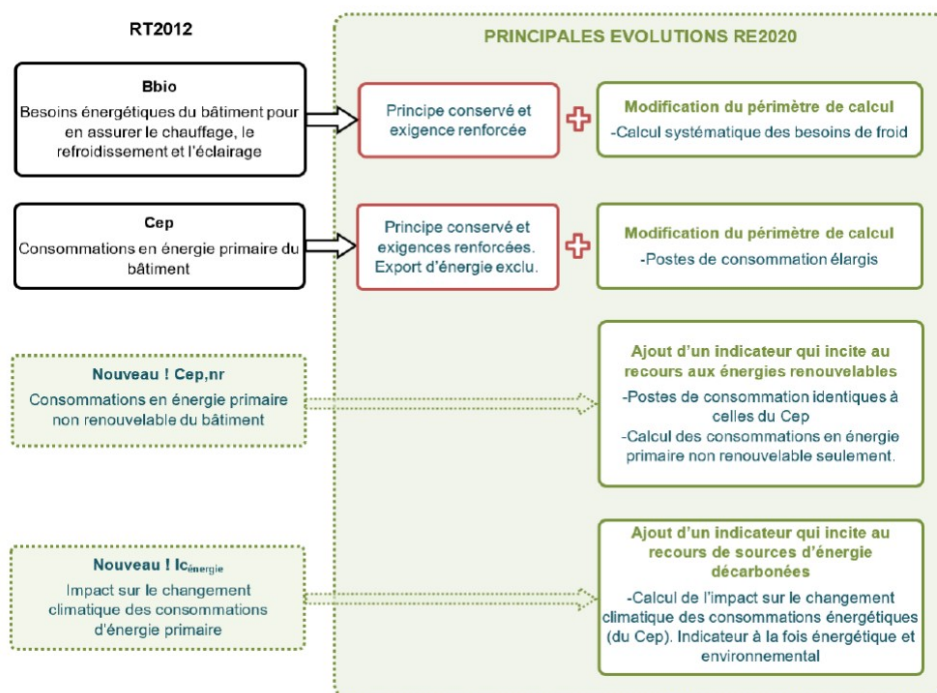 RT2012
PRINCIPALES EVOLUTIONS RE2020
Bbio
Besoins énergétiques du bâtiment pour
en assurer le chauffage, le
refroidissement et l'éclairage
Principe conservé et
exigence renforcée
Modification du périmètre de calcul
-Calcul systématique des besoins de froid
Cep
Consommations en énergie primaire du
bâtiment
Principe conservé et
exigences renforcées.
Export d'énergie exclu.
Modification du périmètre de calcul
-Postes de consommation élargis
Nouveau ! Cep,nr
Consommations en énergie primaire
non renouvelable du bâtiment
Ajout d'un indicateur qui incite au
recours aux énergies renouvelables
-Postes de consommation identiques à
celles du Cep
-Calcul des consommations en énergie
primaire non renouvelable seulement.
Nouveau ! Icénergie
Impact sur le changement
climatique des consommations
d'énergie primaire
Ajout d'un indicateur qui incite au
recours de sources d'énergie
décarbonées
-Calcul de l'impact sur le changement
climatique des consommations énergétiques
(du Cep). Indicateur à la fois énergétique et
environnemental